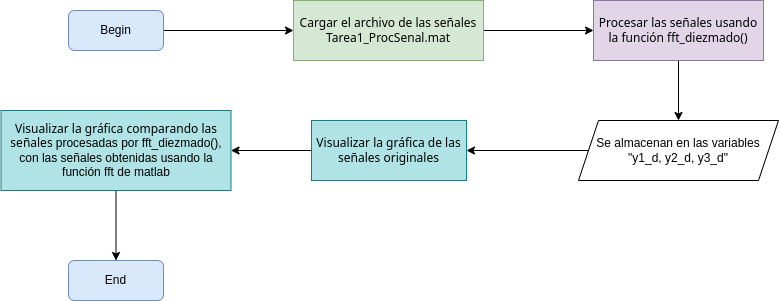 Begin
Cargar el archivo de las señales
Tarea1_ProcSenal.mat
Procesar las señales usando
la función fft_diezmado()
Se almacenan en las variables
"y1_d, y2_d, y3_d"
Visualizar la gráfica de las
señales originales
Visualizar la gráfica comparando las
señales procesadas por fft_diezmado(),
con las señales obtenidas usando la
función fft de matlab
End